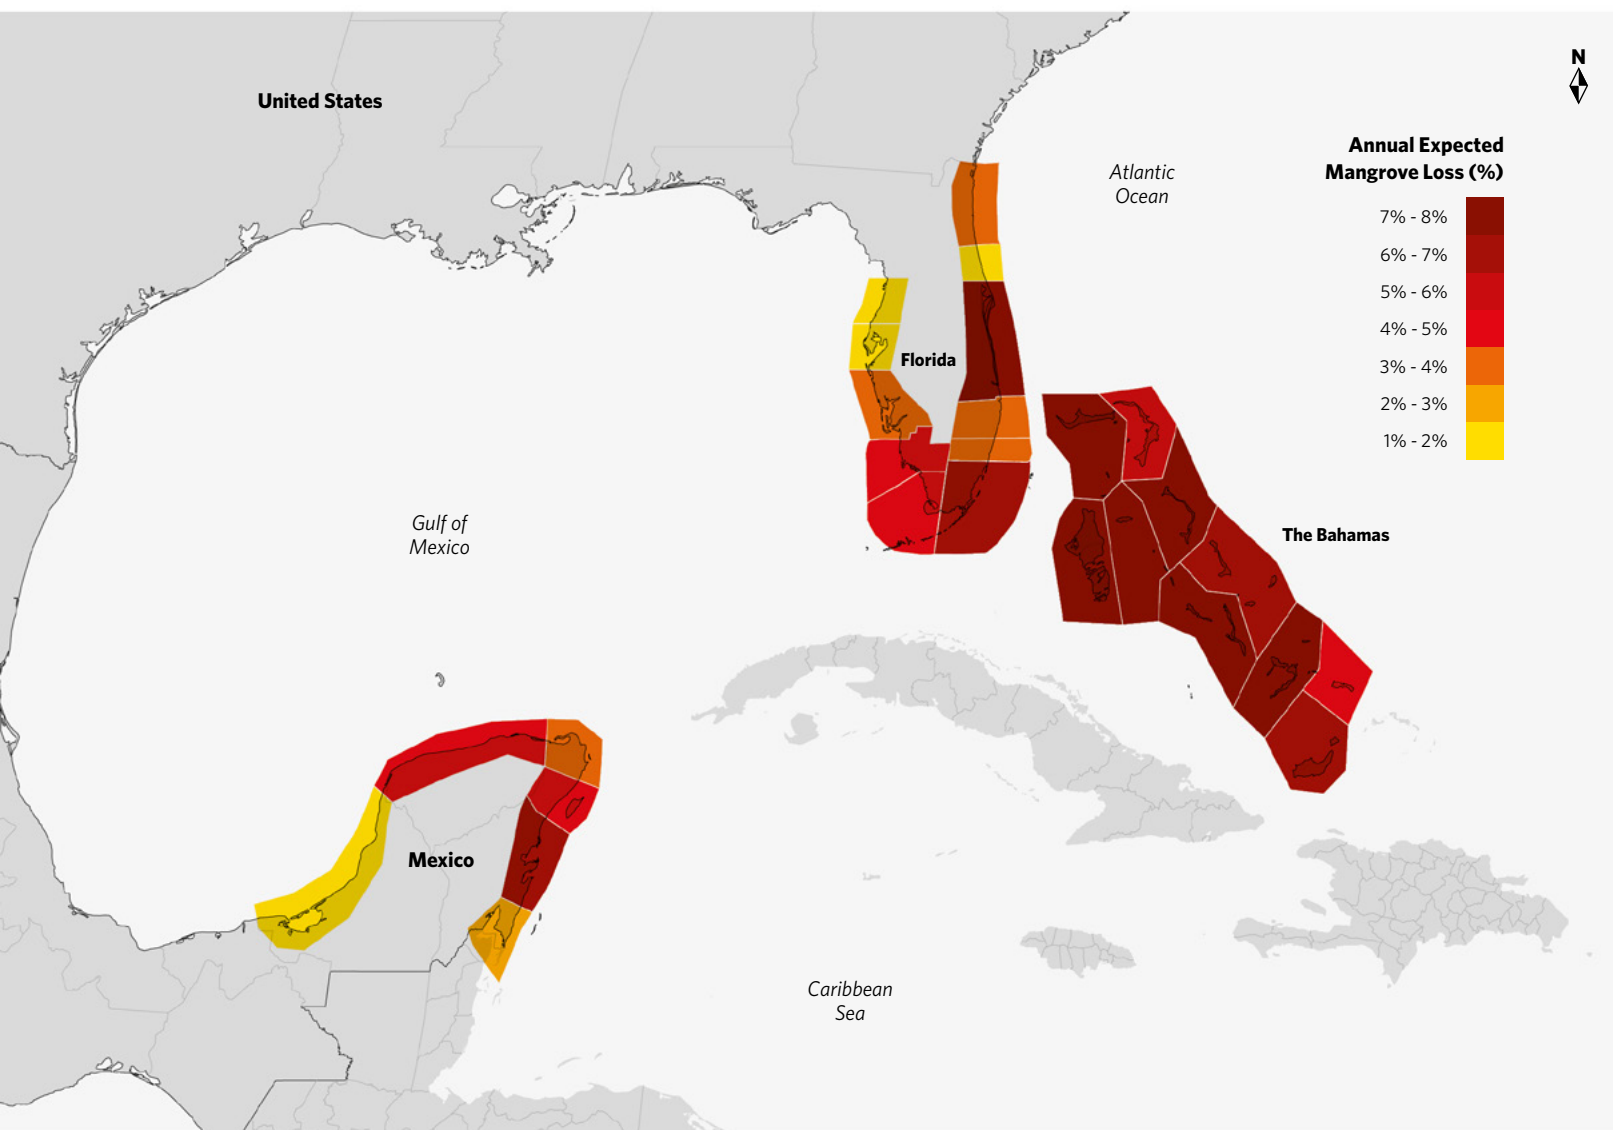 N
United States
Annual Expected
Mangrove Loss (%)
Atlantic
Ocean
7% - 8%
6% - 7%
5% - 6%
4% - 5%
3% - 4%
2% - 3%
1% - 2%
Florida
Gulf of
Mexico
The Bahamas
Mexico
Caribbean
Sea